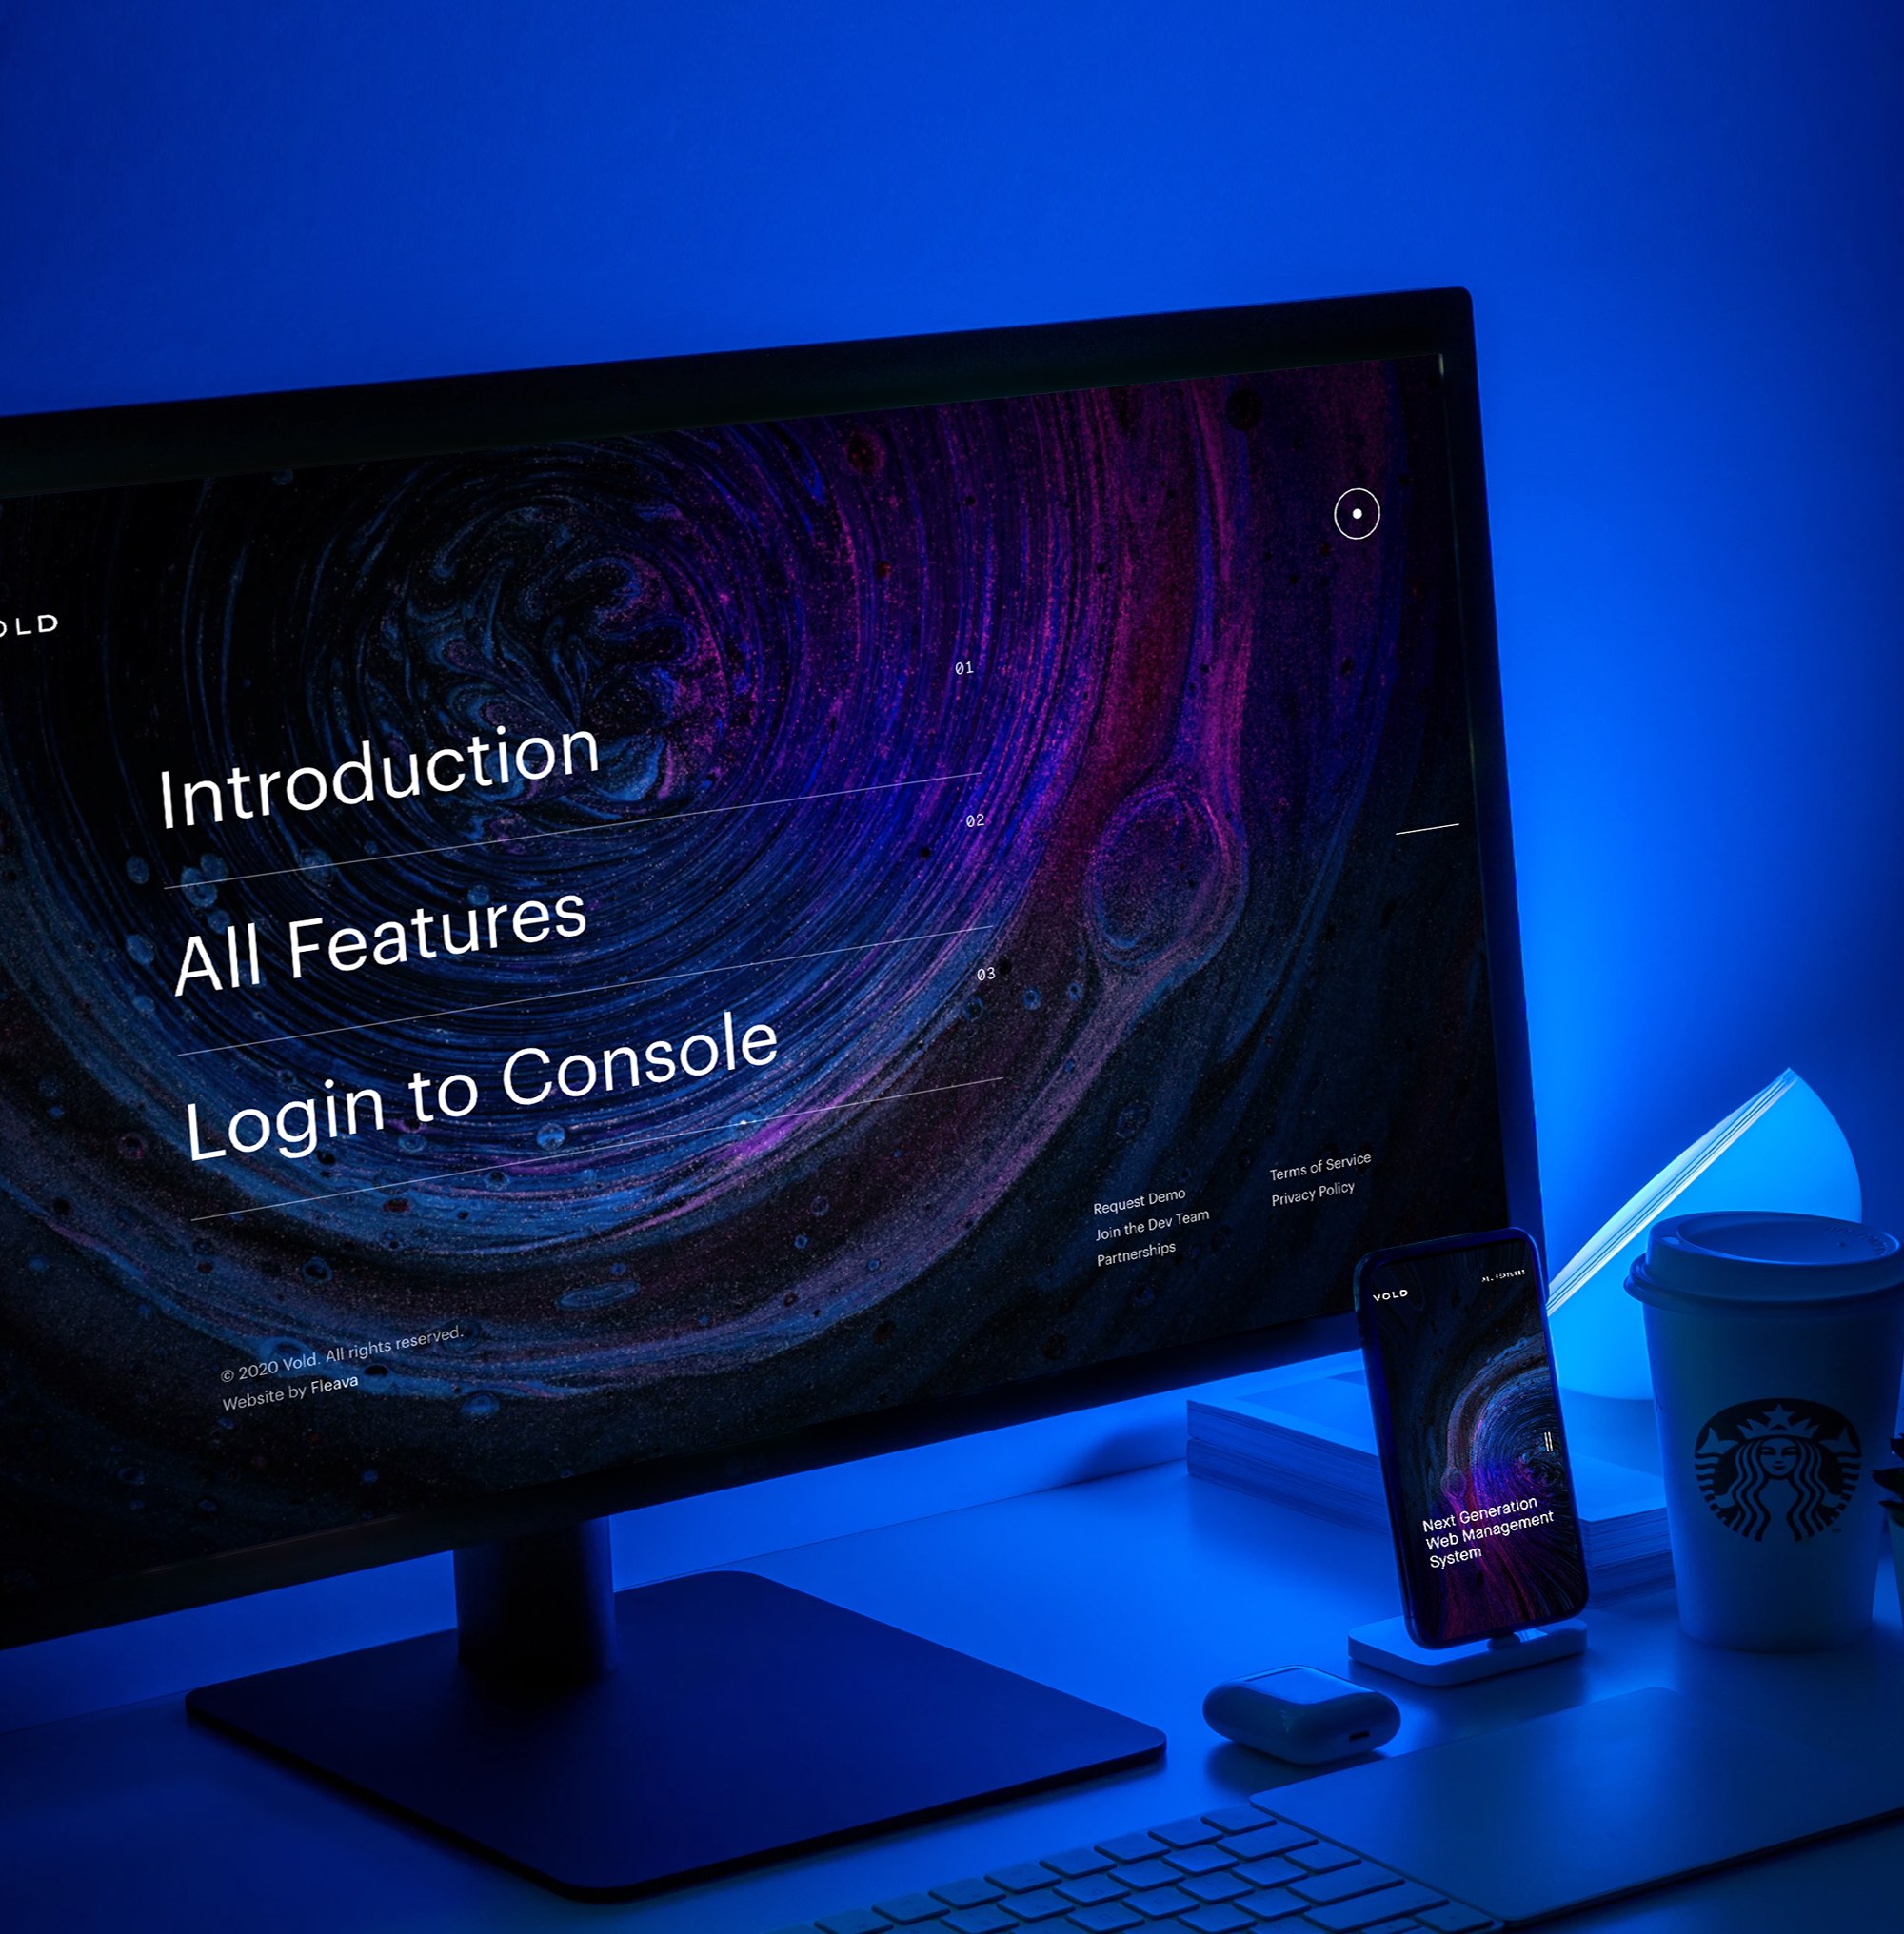 OLD
01
Introduction
02
All Features
03
Login to Console
Request Demo
Join the Dev Team
Partnerships
Terms of Service
Privacy Policy
© 2020 Vold. All rights reserved.
Website by Fleava
VOLD
Next Generation
Web Management
System